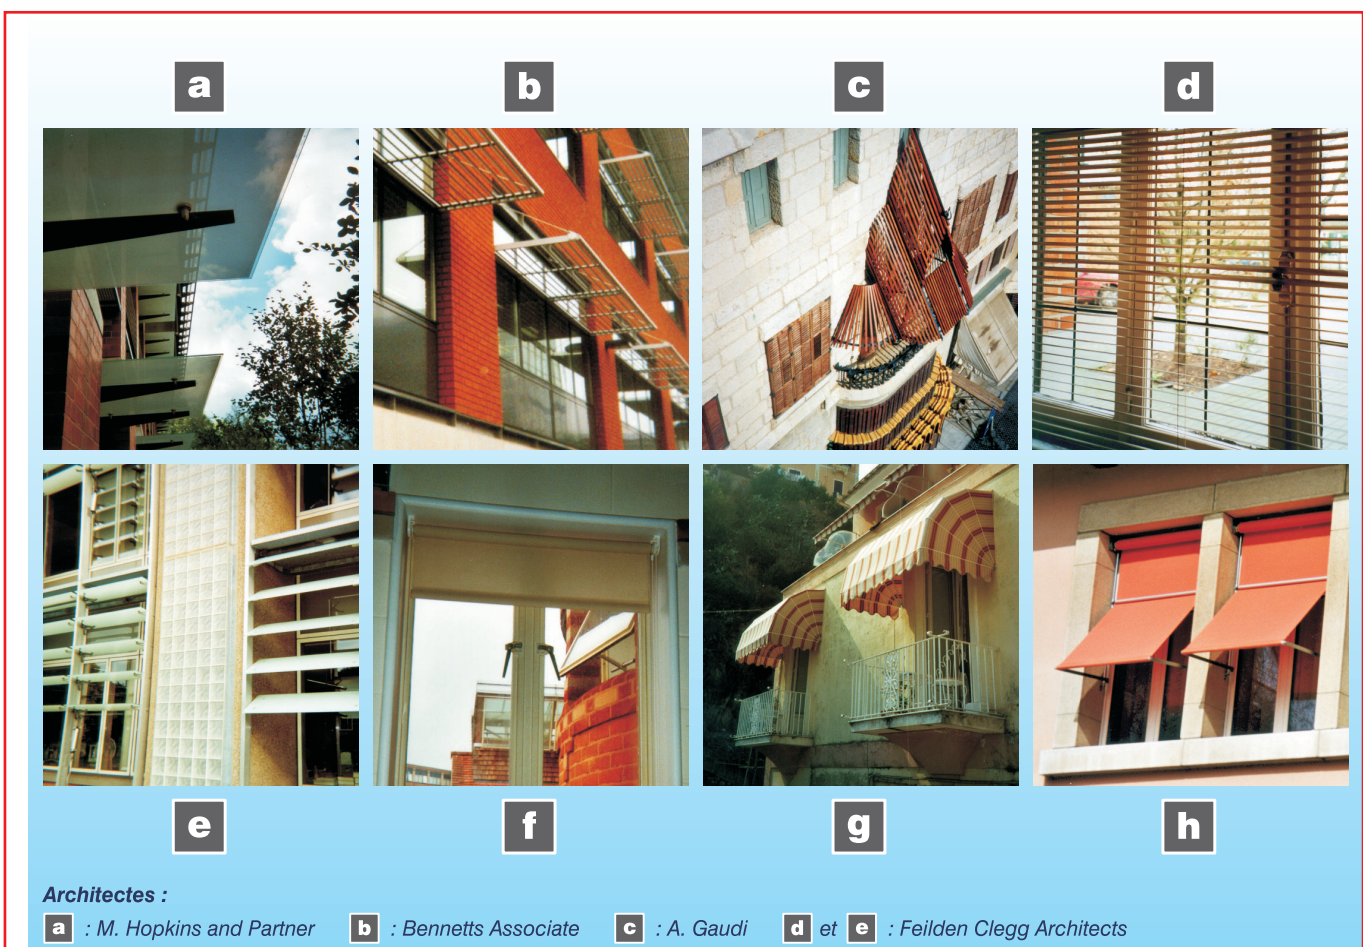 a b c d
e f g h
Architectes :
a : M. Hopkins and Partner b : Bennetts Associate c : A. Gaudi d et e : Feilden Clegg Architects